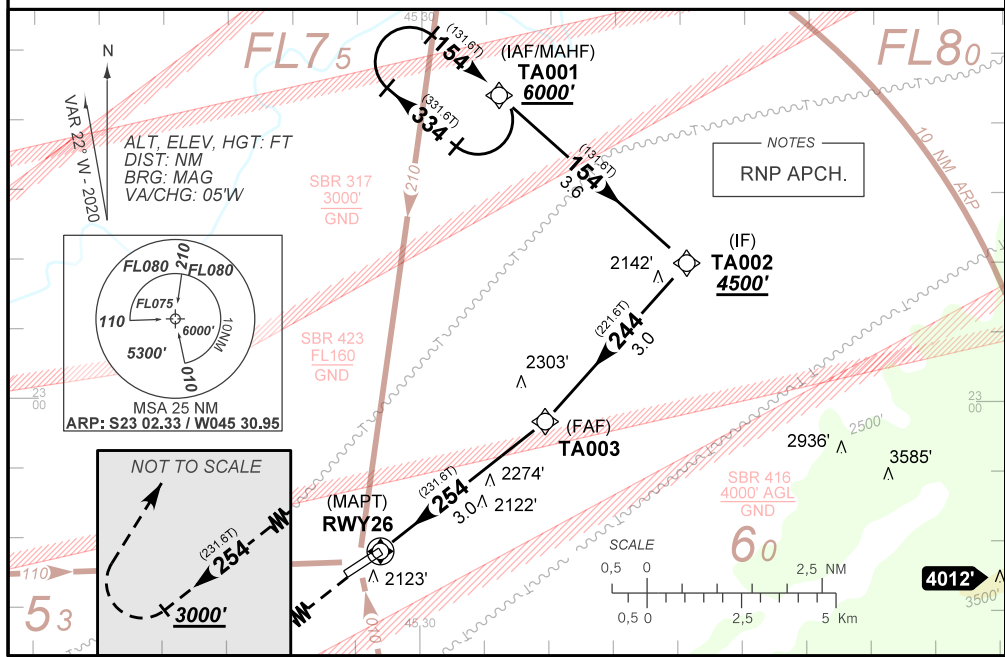 45 30
FL75
FL80
(131.6T)
154
(IAF/MAHF)
TA001
6000'
(331.6T)
334
N
VAR 22° W - 2020
ALT, ELEV, HGT: FT
DIST: NM
BRG: MAG
VA/CHG: 05'W
SBR 317
3000'
GND
210
(131.6T)
154
3.6
NOTES
RNP APCH.
10 NM ARP
(IF)
TA002
4500'
2142'
FL080
210
FL080
FL075
110
6000'
10NM
5300'
010
MSA 25 NM
ARP: S23 02.33 / W045 30.95
SBR 423
FL160
GND
(221.6T)
244
3.0
2303'
23
00
23
00
(FAF)
TA003
2500'
2936'
3585'
NOT TO SCALE
(231.6T)
254
3000'
(MAPT)
RWY26
(231.6T)
254
3.0
2274'
2122'
SBR 416
4000' AGL
GND
60
2123'
110
53
010
45 30
SCALE
0,5 0 2,5 NM
0,5 0 2,5 5 Km
4012'
3500'